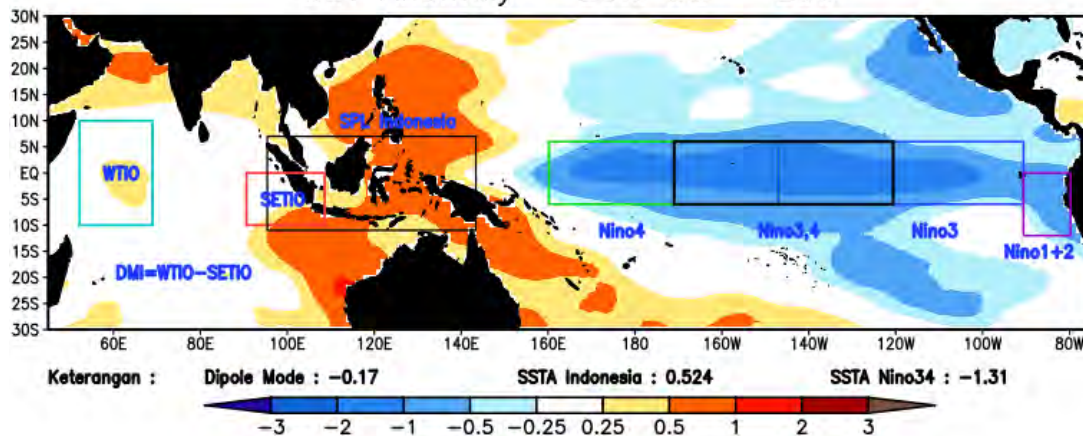 30N
25N
20N
15N
10N
5N
EQ
5S
10S
15S
20S
25S
30S
SPL Indonesia
WTIO
SETIO
Nino4
Nino3,4
Nino3
Nino1+2
DMI=WTIO-SETIO
60E 80E 100E 120E 140E 160E 180 160W 140W 120W 100W 80W
Keterangan : Dipole Mode : -0.17 SSTA Indonesia : 0.524 SSTA Nino34 : -1.31
-3 -2 -1 -0.5 -0.25 0.25 0.5 1 2 3